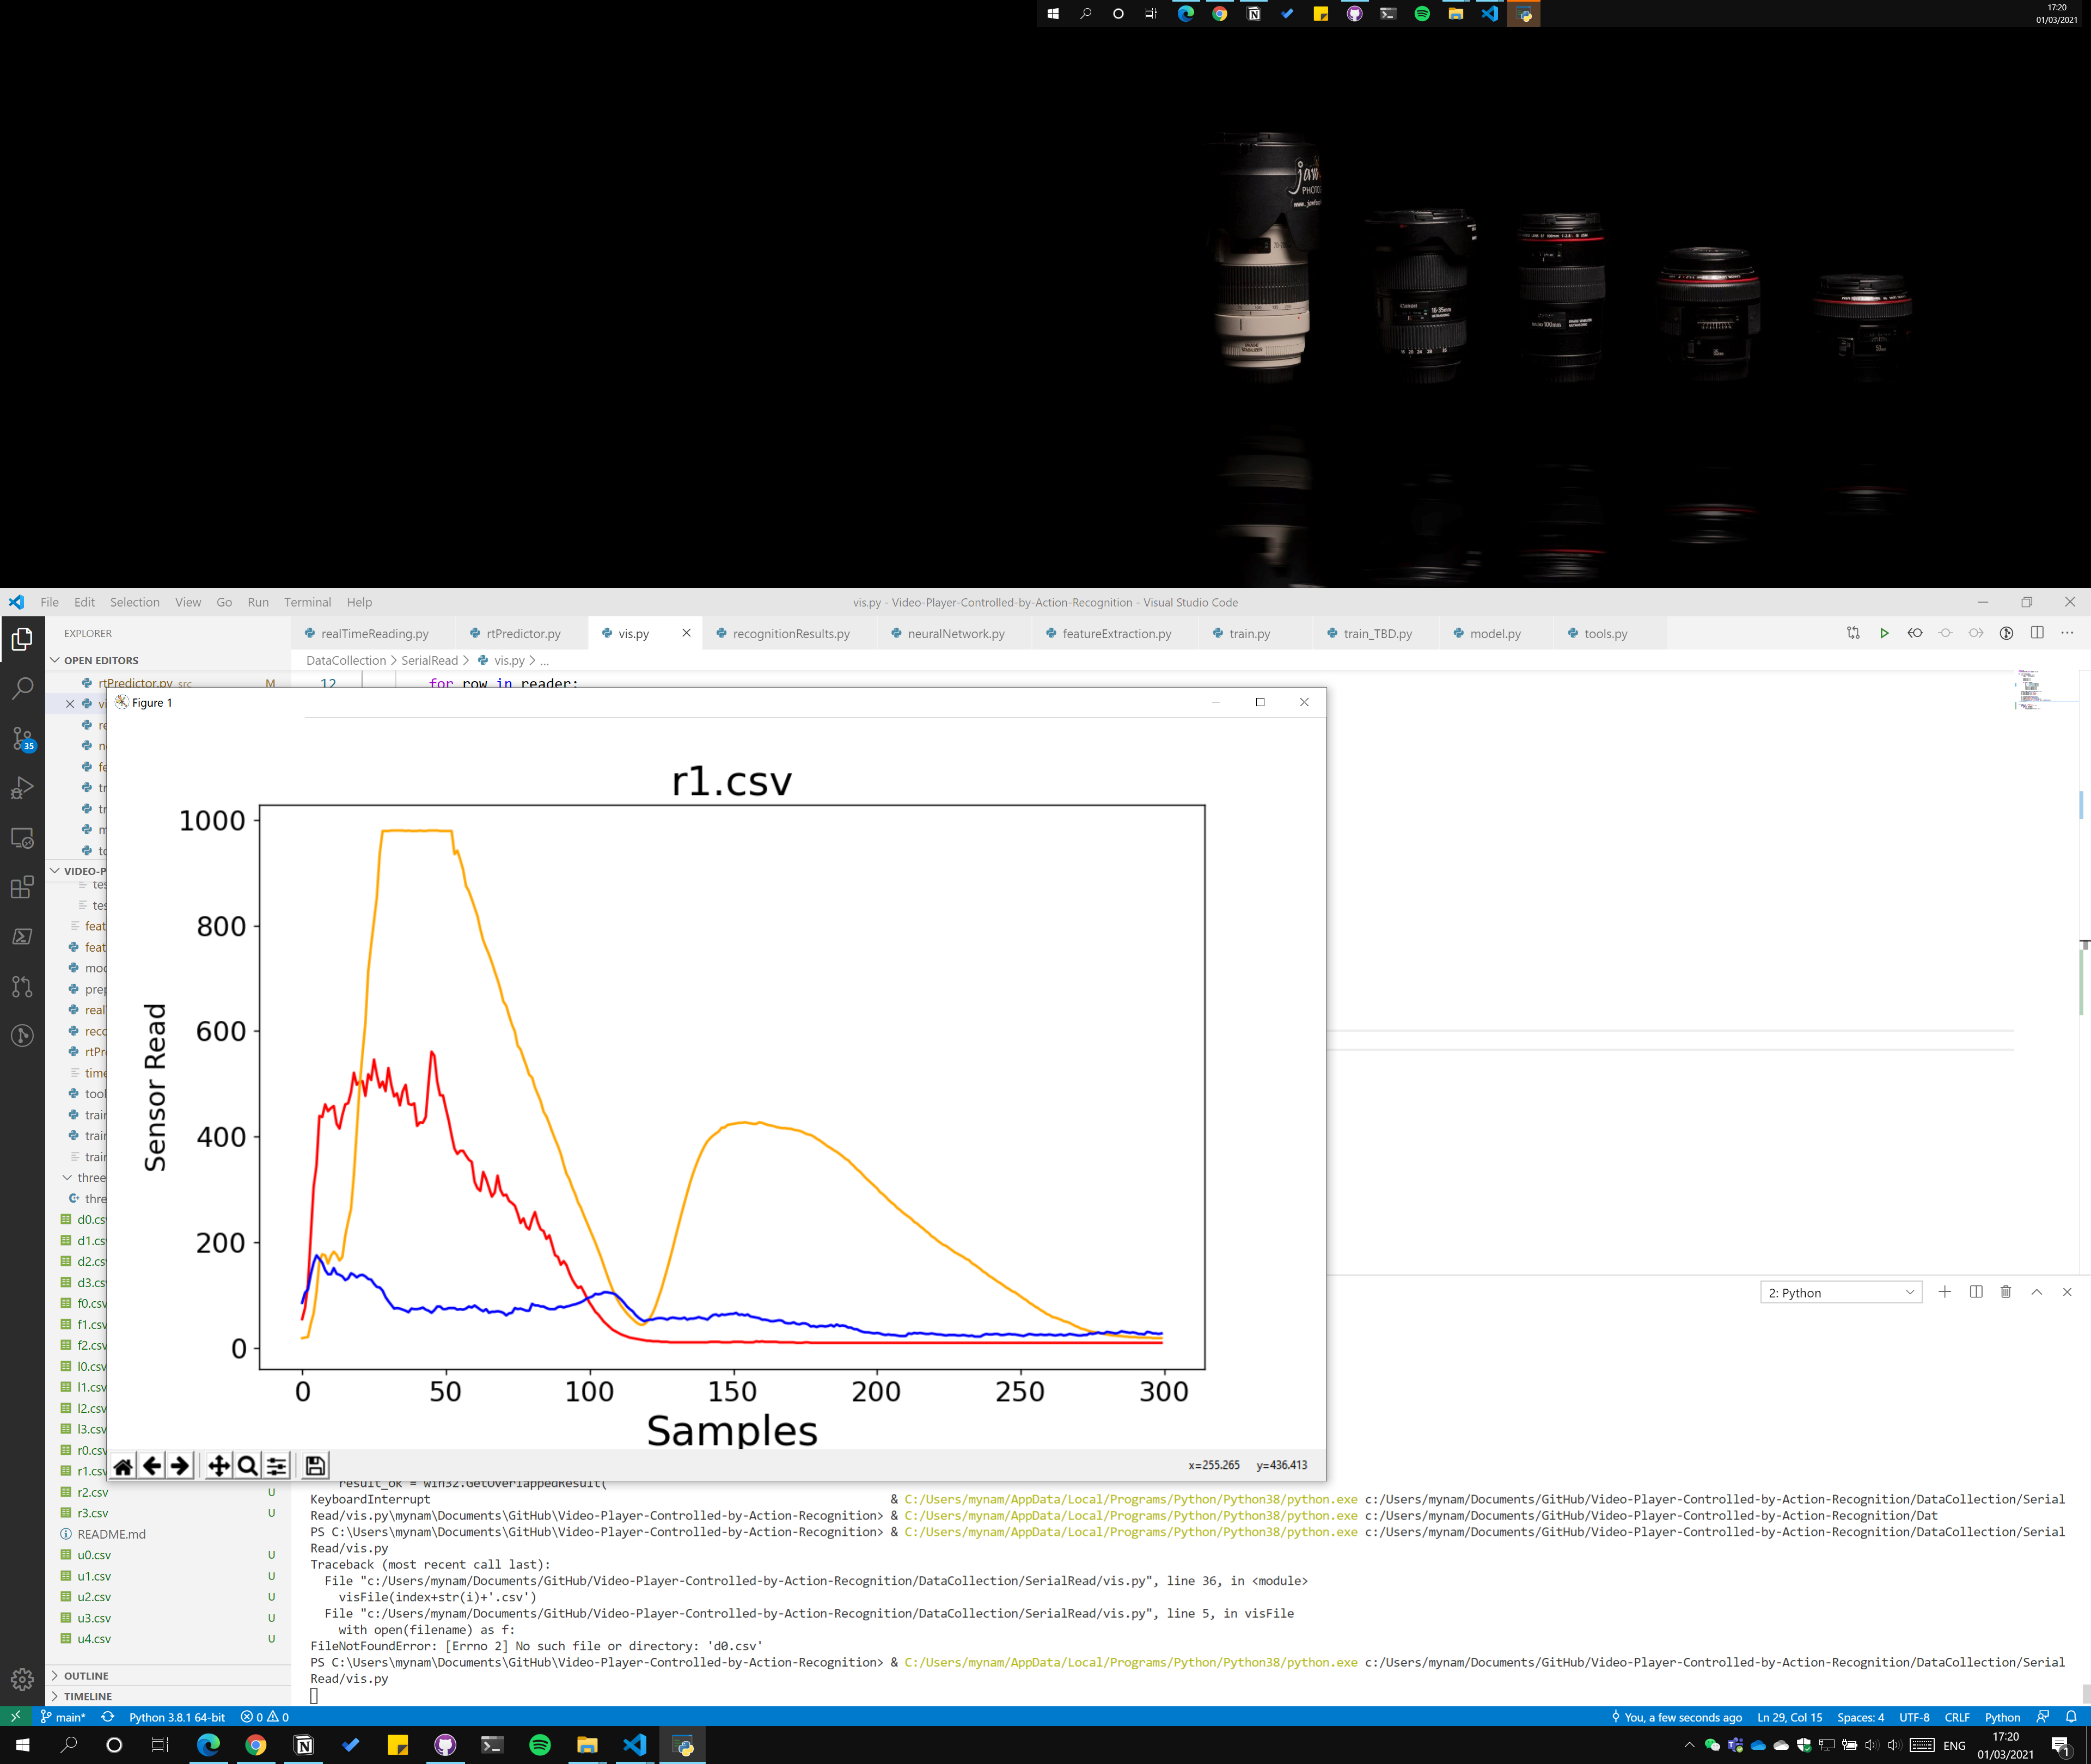 17:20
01/03/2021
jaw
PHOTO
Canon
16-35mm
File Edit Selection View Go Run Terminal Help
vis.py - Video-Player-Controlled-by-Action-Recognition - Visual Studio Code
EXPLORER
realTimeReading.py rtPredictor.py vis.py recognitionResults.py neuralNetwork.py featureExtraction.py train.py train_TBD.py model.py tools.py
OPEN EDITORS
DataCollection > SerialRead > vis.py > ...
rtPredictor.py src M
12 for row in reader:
Figure 1
35
VIDEO-P
tes
tes
feat
feat
mod
prep
real
reco
rtPr
time
tool
train
train
train
three
thre
d0.csv
d1.csv
d2.csv
d3.csv
f0.csv
f1.csv
f2.csv
l0.csv
l1.csv
l2.csv
l3.csv
r0.csv
r1.csv
r2.csv U
r3.csv U
README.md
u0.csv U
u1.csv U
u2.csv U
u3.csv U
u4.csv U
OUTLINE
TIMELINE
r1.csv
1000
800
600
400
200
0
Sensor Read
0 50 100 150 200 250 300
Samples
x=255.265 y=436.413
2: Python
result_ok = win32.GetOverlappedResult(
KeyboardInterrupt & C:/Users/mynam/AppData/Local/Programs/Python/Python38/python.exe c:/Users/mynam/Documents/GitHub/Video-Player-Controlled-by-Action-Recognition/DataCollection/Serial
Read/vis.py\mynam\Documents\GitHub\Video-Player-Controlled-by-Action-Recognition> & C:/Users/mynam/AppData/Local/Programs/Python/Python38/python.exe c:/Users/mynam/Documents/GitHub/Video-Player-Controlled-by-Action-Recognition/Dat
PS C:\Users\mynam\Documents\GitHub\Video-Player-Controlled-by-Action-Recognition> & C:/Users/mynam/AppData/Local/Programs/Python/Python38/python.exe c:/Users/mynam/Documents/GitHub/Video-Player-Controlled-by-Action-Recognition/DataCollection/Serial
Read/vis.py
Traceback (most recent call last):
File "c:/Users/mynam/Documents/GitHub/Video-Player-Controlled-by-Action-Recognition/DataCollection/SerialRead/vis.py", line 36, in <module>
visFile(index+str(i)+'.csv')
File "c:/Users/mynam/Documents/GitHub/Video-Player-Controlled-by-Action-Recognition/DataCollection/SerialRead/vis.py", line 5, in visFile
with open(filename) as f:
FileNotFoundError: [Errno 2] No such file or directory: 'd0.csv'
PS C:\Users\mynam\Documents\GitHub\Video-Player-Controlled-by-Action-Recognition> & C:/Users/mynam/AppData/Local/Programs/Python/Python38/python.exe c:/Users/mynam/Documents/GitHub/Video-Player-Controlled-by-Action-Recognition/DataCollection/Serial
Read/vis.py
main* Python 3.8.1 64-bit 0 0
You, a few seconds ago Ln 29, Col 15 Spaces: 4 UTF-8 CRLF Python
ENG
17:20
01/03/2021
1